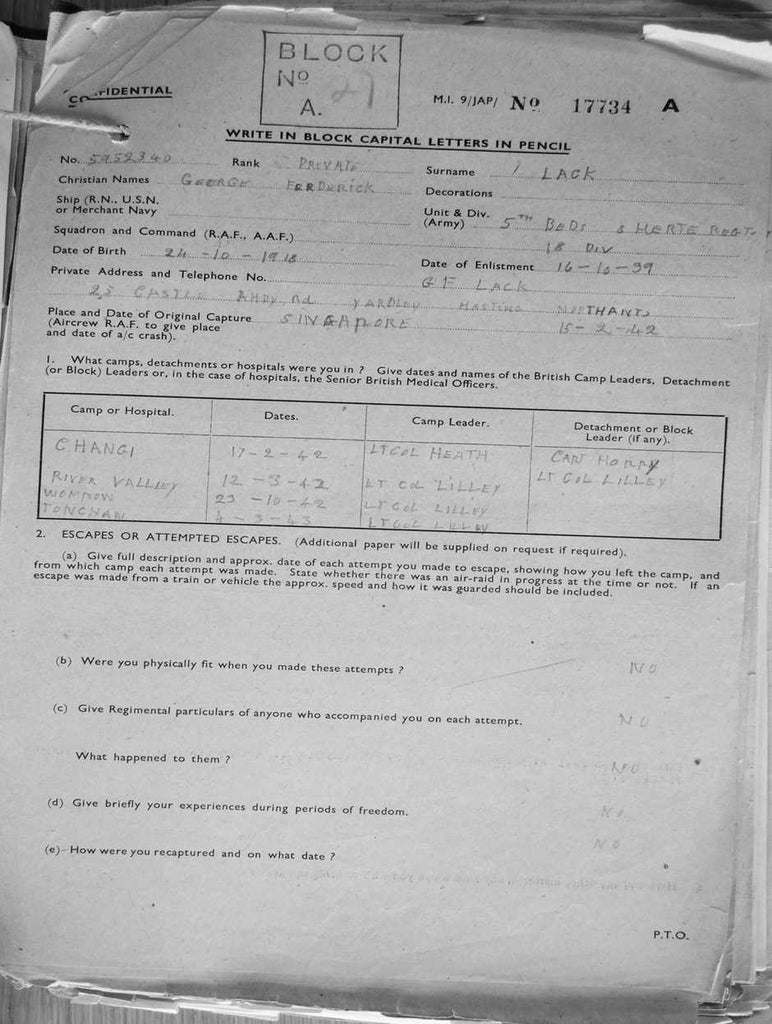 BLOCK
Nº 27
A.
CONFIDENTIAL
M.I. 9/JAP/ Nº 17734 A
WRITE IN BLOCK CAPITAL LETTERS IN PENCIL
No. 5952340 Rank PRIVATE Surname LACK
Christian Names GEORGE FERDERICK Decorations
Ship (R.N., U.S.N. or Merchant Navy
Unit & Div. (Army) 5TH BEDS & HERTE REGT.
18 DIV
Squadron and Command (R.A.F., A.A.F.)
Date of Birth 24-10-1918 Date of Enlistment 16-10-39
Private Address and Telephone No. G F LACK
25 CASTLE Rd YARDLEY HASTING NORTHANTS
Place and Date of Original Capture SINGAPORE 15-2-42
(Aircrew R.A.F. to give place
and date of a/c crash).
1. What camps, detachments or hospitals were you in ? Give dates and names of the British Camp Leaders, Detachment
(or Block) Leaders or, in the case of hospitals, the Senior British Medical Officers.
Camp or Hospital. Dates. Camp Leader. Detachment or Block Leader (if any).
CHANGI 17-2-42 LT COL HEATH CAPT
RIVER VALLEY 12-3-42 LT COL LILLEY LT COL LILLEY
23-10-42 LT COL LILLEY
TONCHAN 4-3-43 LT COL LILLEY
2. ESCAPES OR ATTEMPTED ESCAPES. (Additional paper will be supplied on request if required).
(a) Give full description and approx. date of each attempt you made to escape, showing how you left the camp, and
from which camp each attempt was made. State whether there was an air-raid in progress at the time or not. If an
escape was made from a train or vehicle the approx. speed and how it was guarded should be included.
(b) Were you physically fit when you made these attempts ? NO
(c) Give Regimental particulars of anyone who accompanied you on each attempt. NO
What happened to them ? NO
(d) Give briefly your experiences during periods of freedom. NO
(e) How were you recaptured and on what date ? NO
P.T.O.